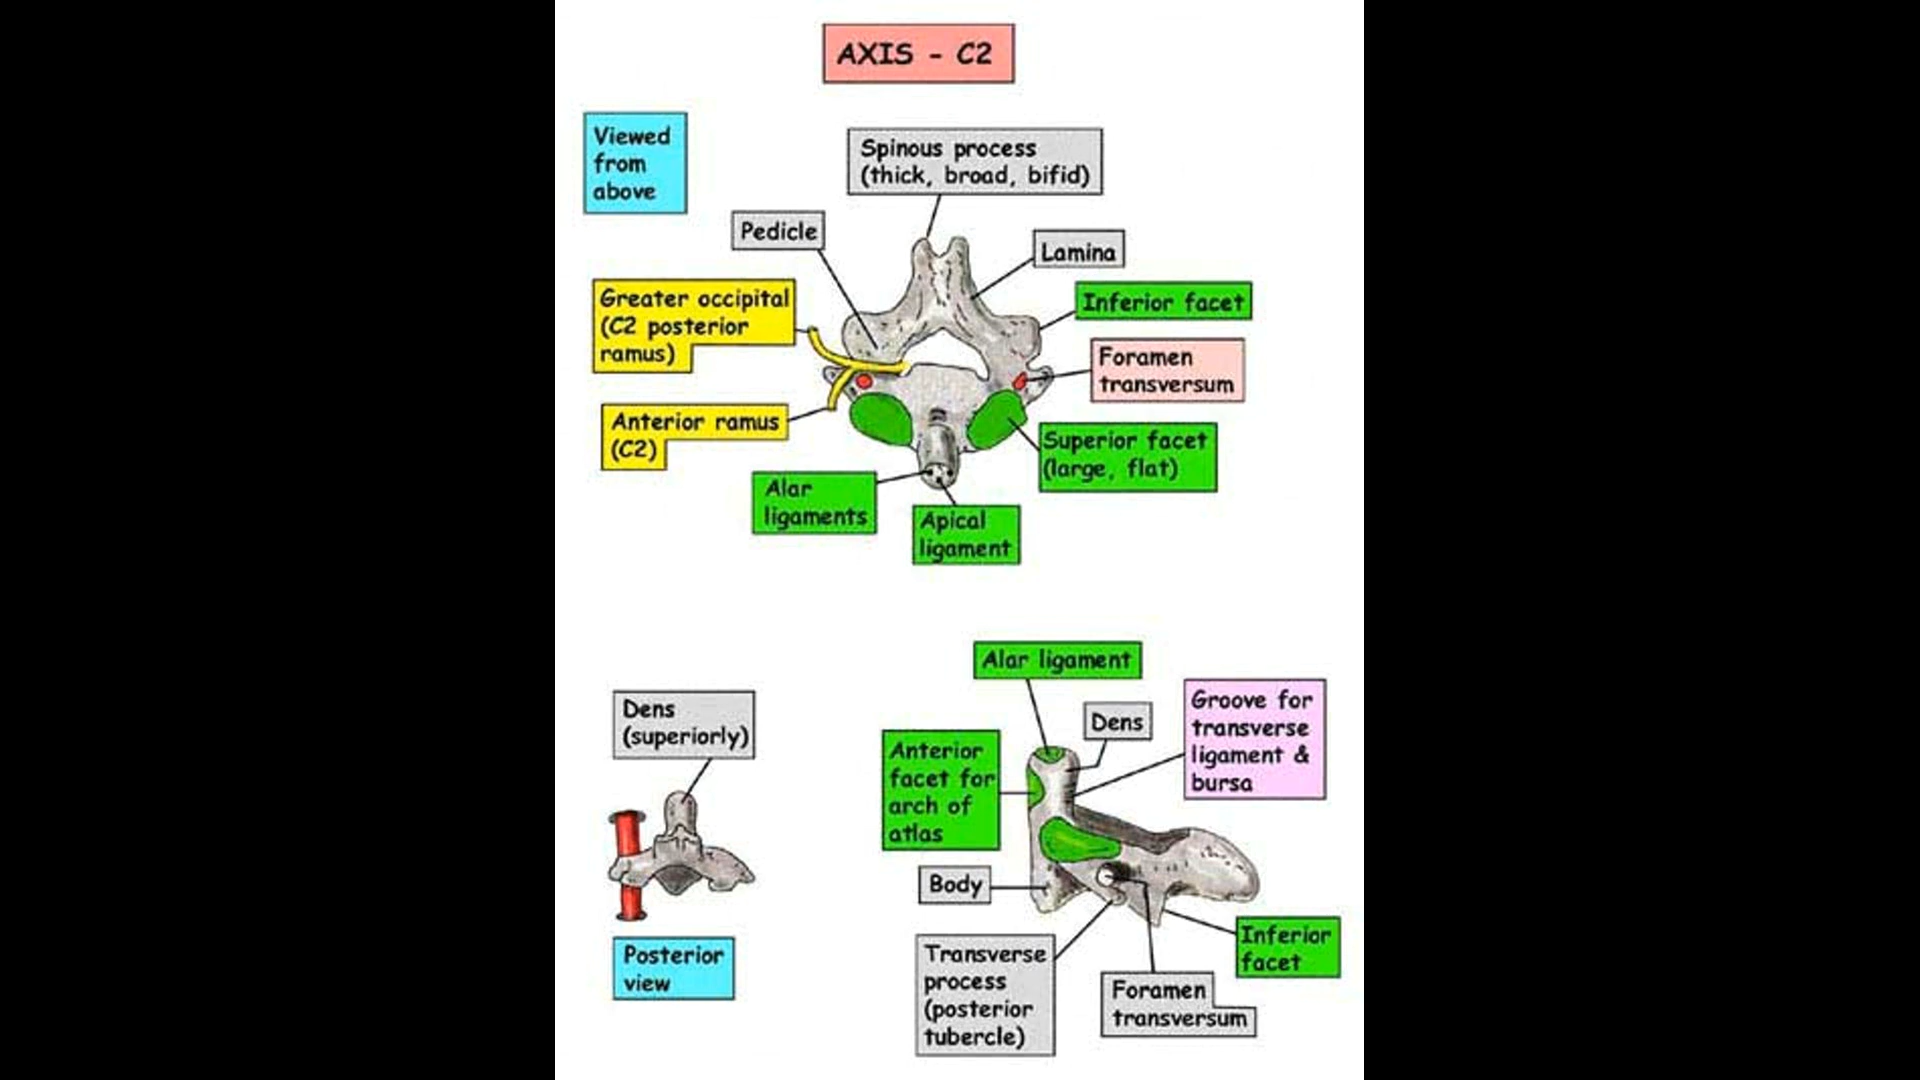 AXIS - C2
Viewed
from
above
Spinous process
(thick, broad, bifid)
Pedicle
Lamina
Greater occipital
(C2 posterior
ramus)
Inferior facet
Foramen
transversum
Anterior ramus
(C2)
Superior facet
(large, flat)
Alar
ligaments
Apical
ligament
Alar ligament
Dens
(superiorly)
Dens
Groove for
transverse
ligament &
bursa
Anterior
facet for
arch of
atlas
Body
Posterior
view
Transverse
process
(posterior
tubercle)
Foramen
transversum
Inferior
facet